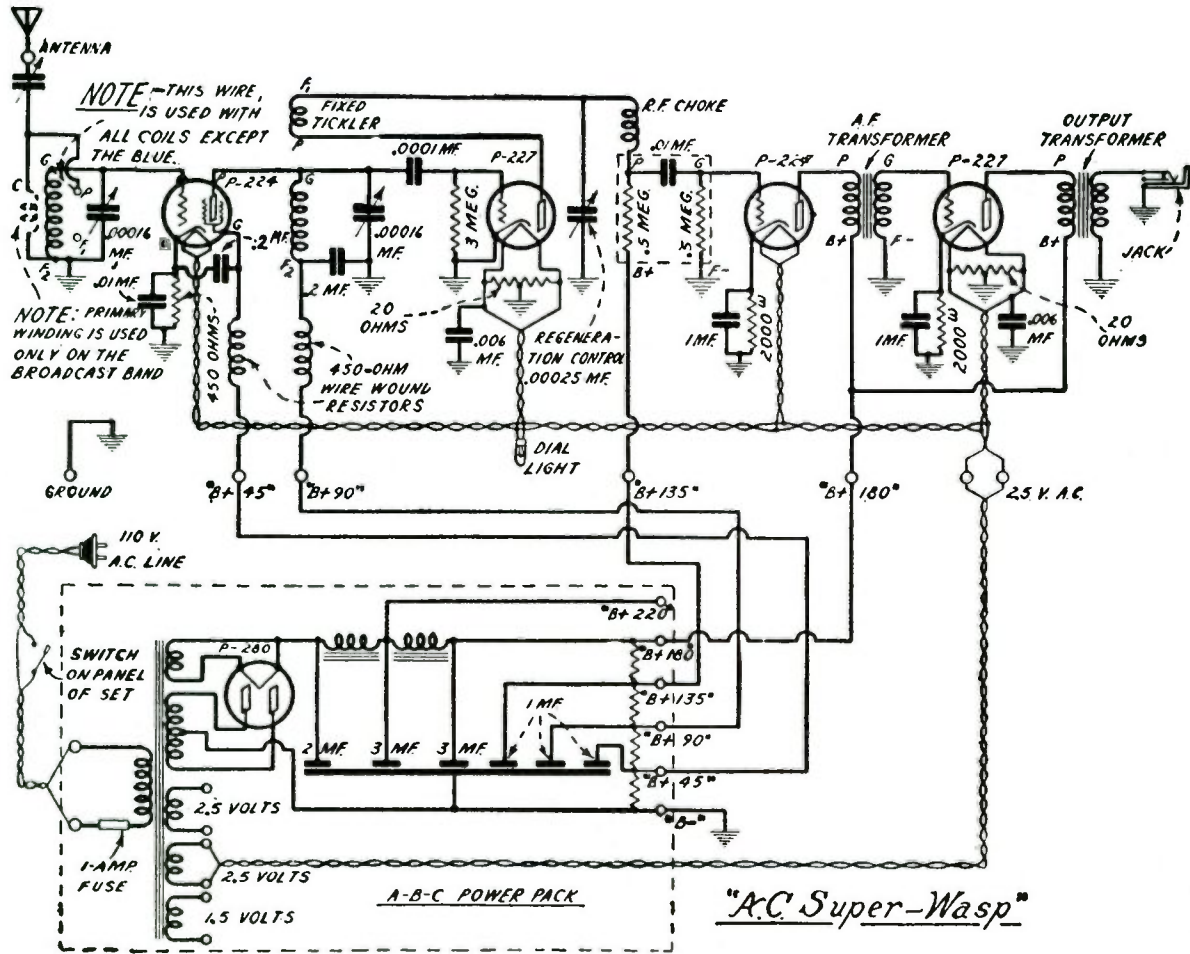 ANTENNA
NOTE:-THIS WIRE,
IS USED WITH
ALL COILS EXCEPT
THE BLUE.
C
G
P
F
F2
.00016
MF.
.01MF.
NOTE: PRIMARY
WINDING IS USED
ONLY ON THE
BROADCAST BAND
P-224
G
.2 MF.
450 OHMS-
F1
FIXED
TICKLER
P
G
F2
.0001 MF.
.00016
MF.
2 MF.
3 MEG.
P-227
20
OHMS
.006
MF.
450-OHM
WIRE WOUND
RESISTORS
REGENERA-
TION CONTROL
.00025 MF.
DIAL
LIGHT
R.F. CHOKE
.01 MF.
P
G
.5 MEG.
.5 MEG.
B+
F-
P-227
1MF.
2000 ω
A.F.
TRANSFORMER
P G
B+
F-
P-227
1MF.
2000 ω
.006
MF.
20
OHMS
OUTPUT
TRANSFORMER
P
B+
JACK
GROUND
"B+45"
"B+90"
"B+135"
"B+180"
2.5 V. A.C.
110 V.
A.C. LINE
SWITCH
ON PANEL
OF SET
P-280
"B+220"
"B+180"
"B+135"
"B+90"
"B+45"
"B-"
2 MF.
3 MF.
3 MF.
1 MF.
2.5 VOLTS
2.5 VOLTS
1.5 VOLTS
1-AMP.
FUSE
A-B-C POWER PACK
"A.C. Super-Wasp"